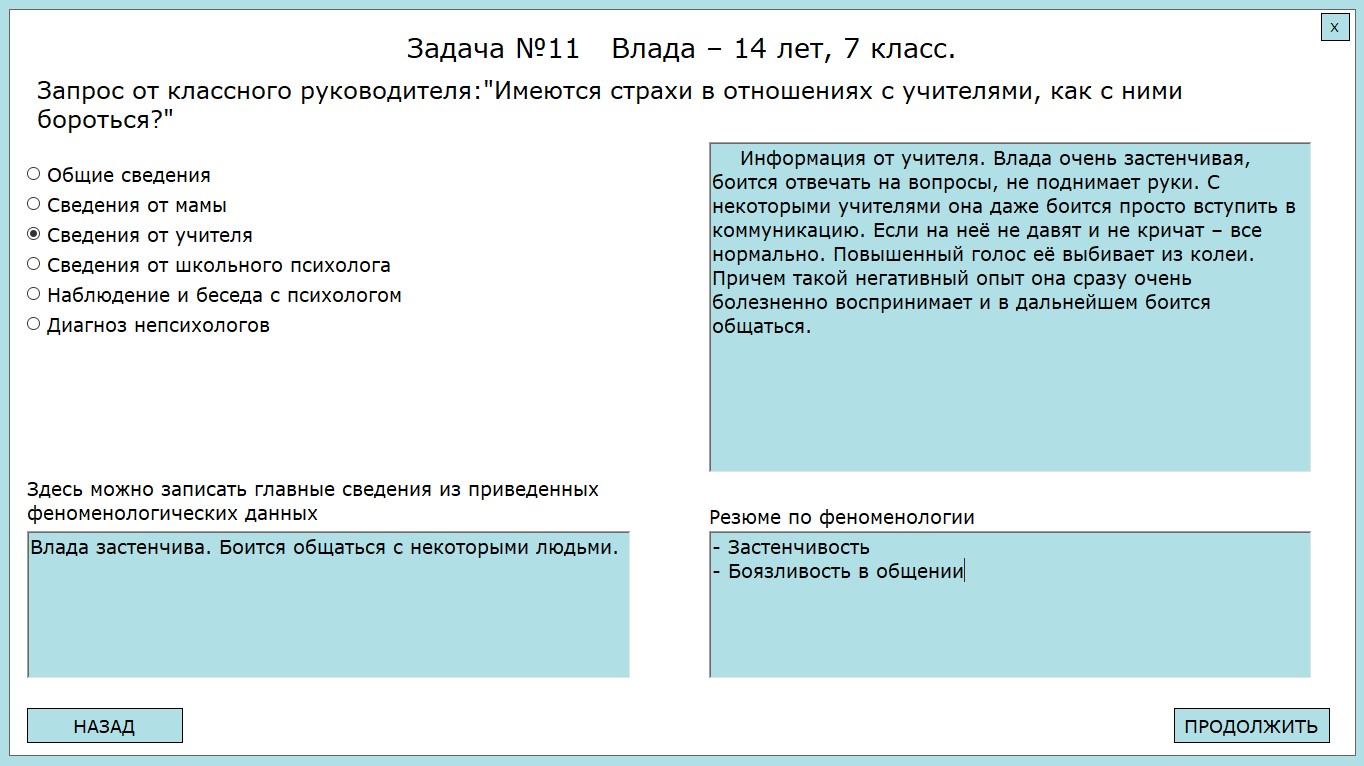 x
Задача №11 Влада – 14 лет, 7 класс.
Запрос от классного руководителя:"Имеются страхи в отношениях с учителями, как с ними
бороться?"
Общие сведения
Сведения от мамы
Сведения от учителя
Сведения от школьного психолога
Наблюдение и беседа с психологом
Диагноз непсихологов
Информация от учителя. Влада очень застенчивая,
боится отвечать на вопросы, не поднимает руки. С
некоторыми учителями она даже боится просто вступить в
коммуникацию. Если на неё не давят и не кричат – все
нормально. Повышенный голос её выбивает из колеи.
Причем такой негативный опыт она сразу очень
болезненно воспринимает и в дальнейшем боится
общаться.
Здесь можно записать главные сведения из приведенных
феноменологических данных
Влада застенчива. Боится общаться с некоторыми людьми.
Резюме по феноменологии
- Застенчивость
- Боязливость в общении
НАЗАД
ПРОДОЛЖИТЬ